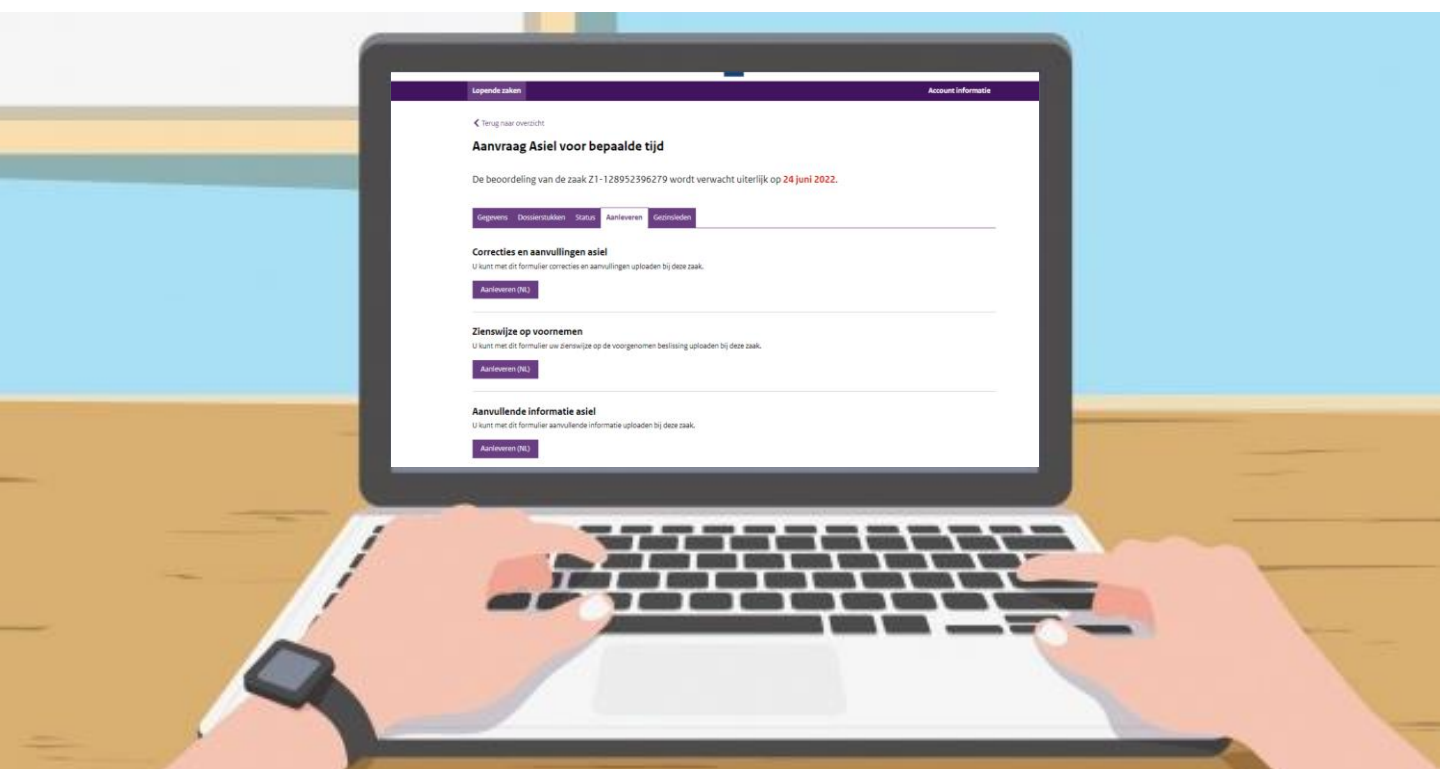 Lopende zaken
Account informatie
Terug naar overzicht
Aanvraag Asiel voor bepaalde tijd
De beoordeling van de zaak Z1-128952396279 wordt verwacht uiterlijk op 24 juni 2022.
Gegevens Dossierstukken Status Aanleveren Gezinsleden
Correcties en aanvullingen asiel
U kunt met dit formulier correcties en aanvullingen uploaden bij deze zaak.
Aanleveren (NL)
Zienswijze op voornemen
U kunt met dit formulier uw zienswijze op de voorgenomen beslissing uploaden bij deze zaak.
Aanleveren (NL)
Aanvullende informatie asiel
U kunt met dit formulier aanvullende informatie uploaden bij deze zaak.
Aanleveren (NL)